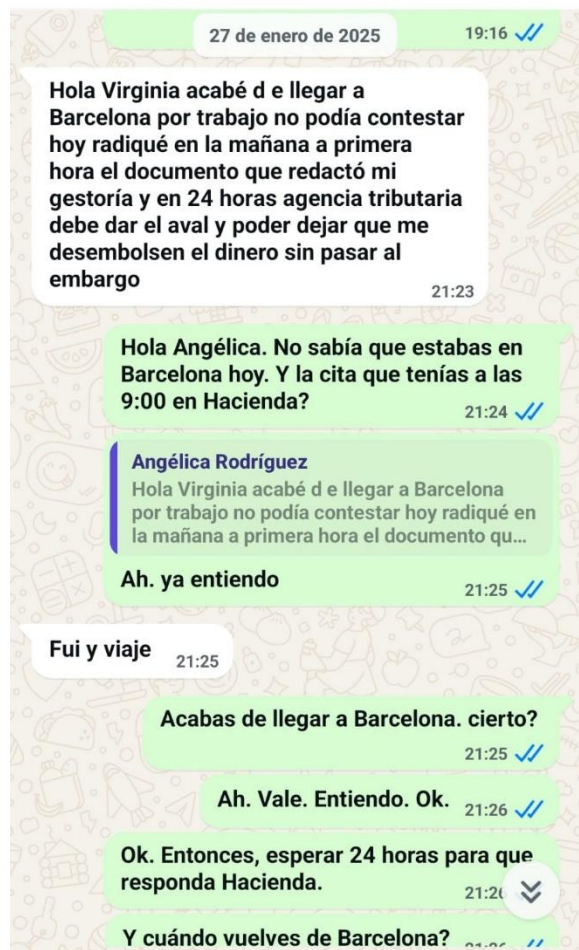 19:16
27 de enero de 2025
Hola Virginia acabé d e llegar a
Barcelona por trabajo no podía contestar
hoy radiqué en la mañana a primera
hora el documento que redactó mi
gestoría y en 24 horas agencia tributaria
debe dar el aval y poder dejar que me
desembolsen el dinero sin pasar al
embargo
21:23
Hola Angélica. No sabía que estabas en
Barcelona hoy. Y la cita que tenías a las
9:00 en Hacienda?
21:24
Angélica Rodríguez
Hola Virginia acabé d e llegar a Barcelona
por trabajo no podía contestar hoy radiqué en
la mañana a primera hora el documento qu...
Ah. ya entiendo
21:25
Fui y viaje
21:25
Acabas de llegar a Barcelona. cierto?
21:25
Ah. Vale. Entiendo. Ok.
21:26
Ok. Entonces, esperar 24 horas para que
responda Hacienda.
Y cuándo vuelves de Barcelona?